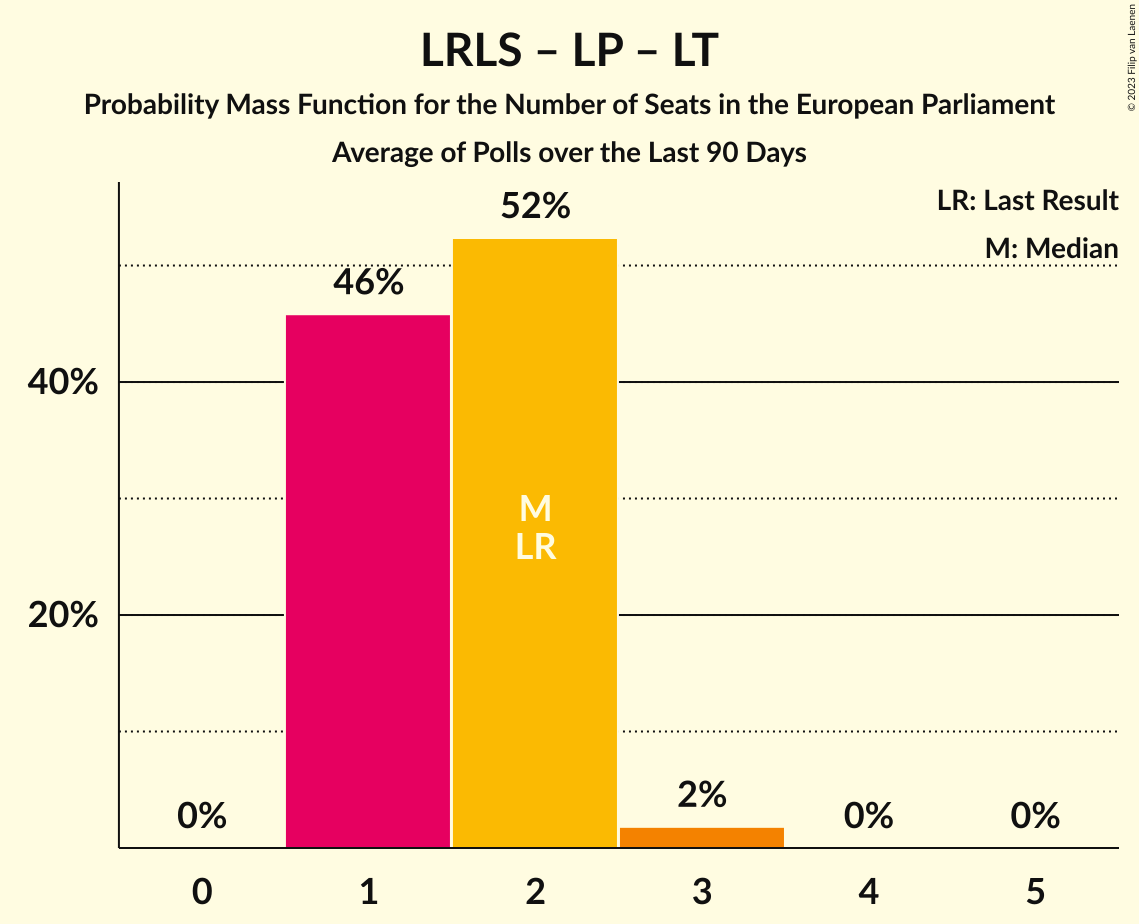 LRLS – LP – LT
Probability Mass Function for the Number of Seats in the European Parliament
Average of Polls over the Last 90 Days
© 2023 Filip van Laenen
LR: Last Result
M: Median
52%
46%
40%
M
LR
20%
2%
0%
0%
0%
0 1 2 3 4 5